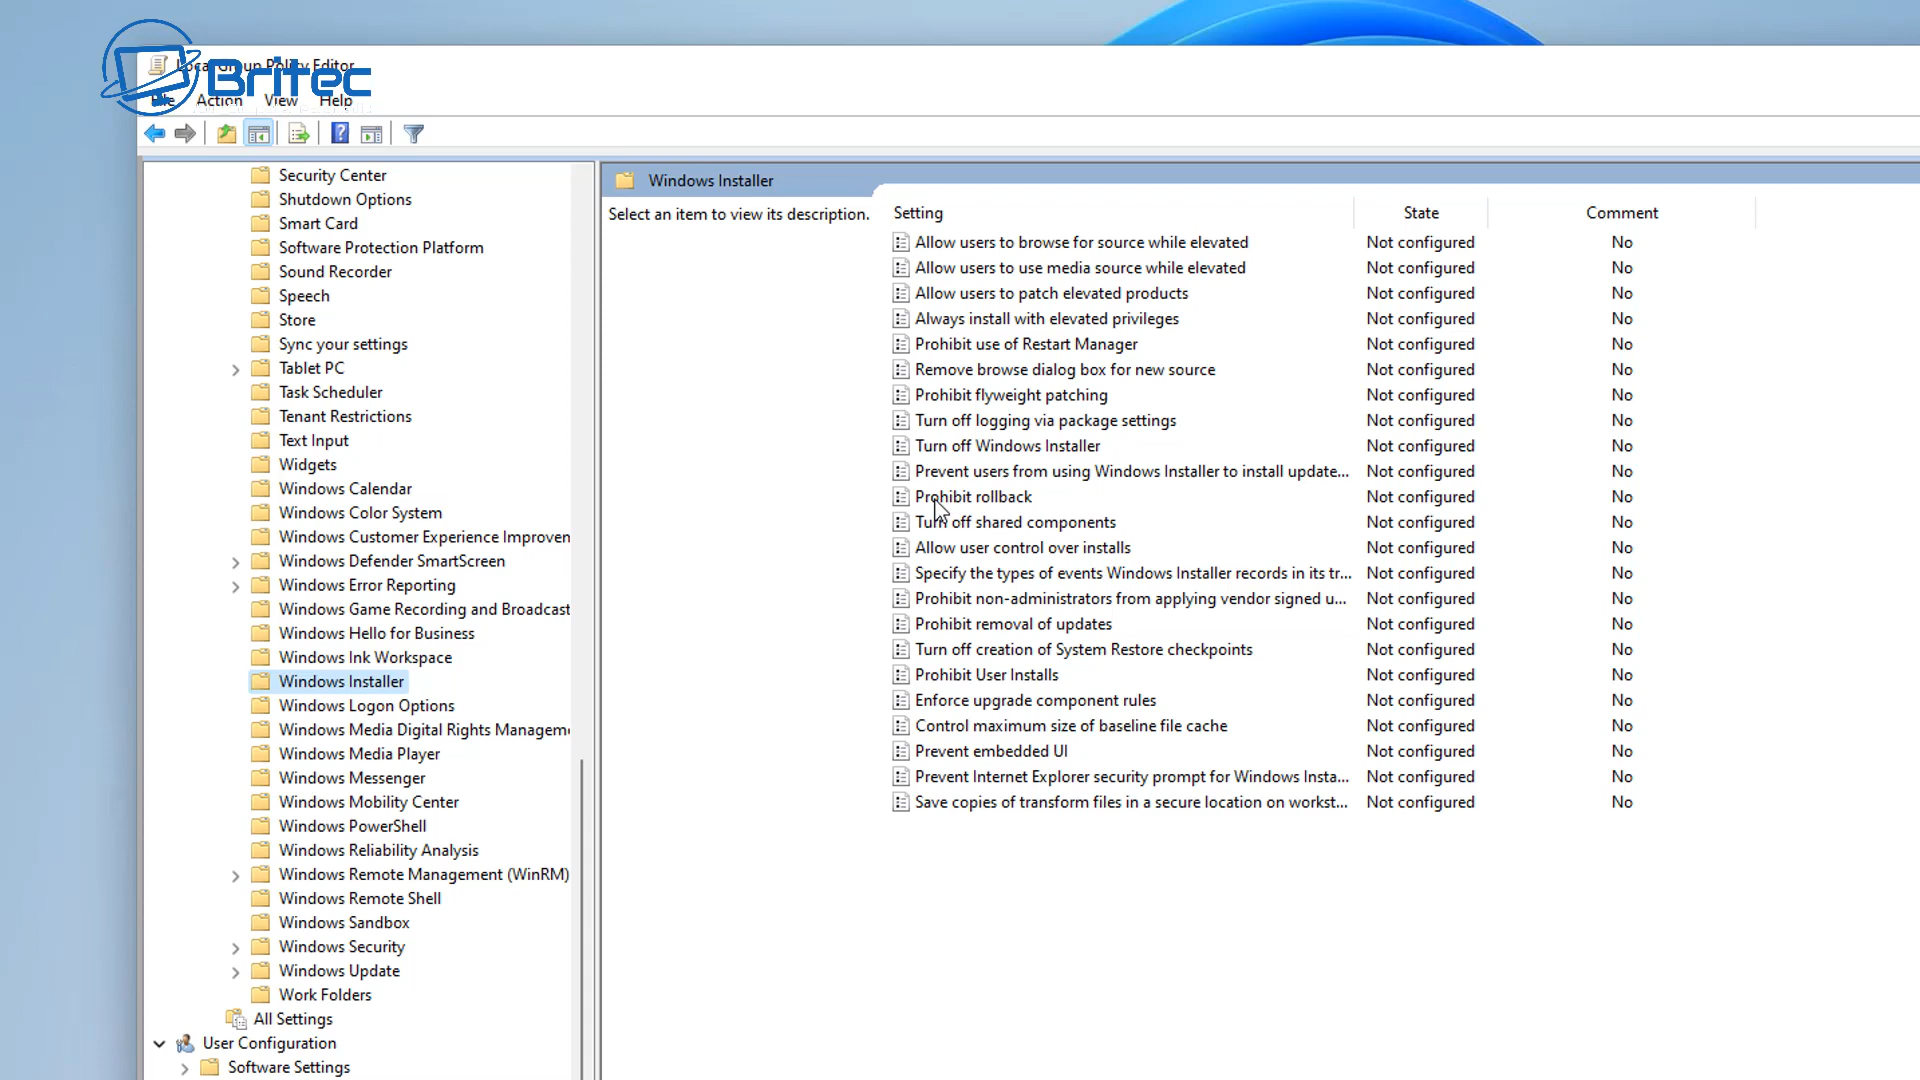 Britec
Local Group Policy Editor
File Action View Help
Security Center
Shutdown Options
Smart Card
Software Protection Platform
Sound Recorder
Speech
Store
Sync your settings
Tablet PC
Task Scheduler
Tenant Restrictions
Text Input
Widgets
Windows Calendar
Windows Color System
Windows Customer Experience Improven
Windows Defender SmartScreen
Windows Error Reporting
Windows Game Recording and Broadcast
Windows Hello for Business
Windows Ink Workspace
Windows Installer
Windows Logon Options
Windows Media Digital Rights Manageme
Windows Media Player
Windows Messenger
Windows Mobility Center
Windows PowerShell
Windows Reliability Analysis
Windows Remote Management (WinRM)
Windows Remote Shell
Windows Sandbox
Windows Security
Windows Update
Work Folders
All Settings
User Configuration
Software Settings
Windows Installer
Select an item to view its description.
Setting State Comment
Allow users to browse for source while elevated Not configured No
Allow users to use media source while elevated Not configured No
Allow users to patch elevated products Not configured No
Always install with elevated privileges Not configured No
Prohibit use of Restart Manager Not configured No
Remove browse dialog box for new source Not configured No
Prohibit flyweight patching Not configured No
Turn off logging via package settings Not configured No
Turn off Windows Installer Not configured No
Prevent users from using Windows Installer to install update... Not configured No
Prohibit rollback Not configured No
Turn off shared components Not configured No
Allow user control over installs Not configured No
Specify the types of events Windows Installer records in its tr... Not configured No
Prohibit non-administrators from applying vendor signed u... Not configured No
Prohibit removal of updates Not configured No
Turn off creation of System Restore checkpoints Not configured No
Prohibit User Installs Not configured No
Enforce upgrade component rules Not configured No
Control maximum size of baseline file cache Not configured No
Prevent embedded UI Not configured No
Prevent Internet Explorer security prompt for Windows Insta... Not configured No
Save copies of transform files in a secure location on workst... Not configured No